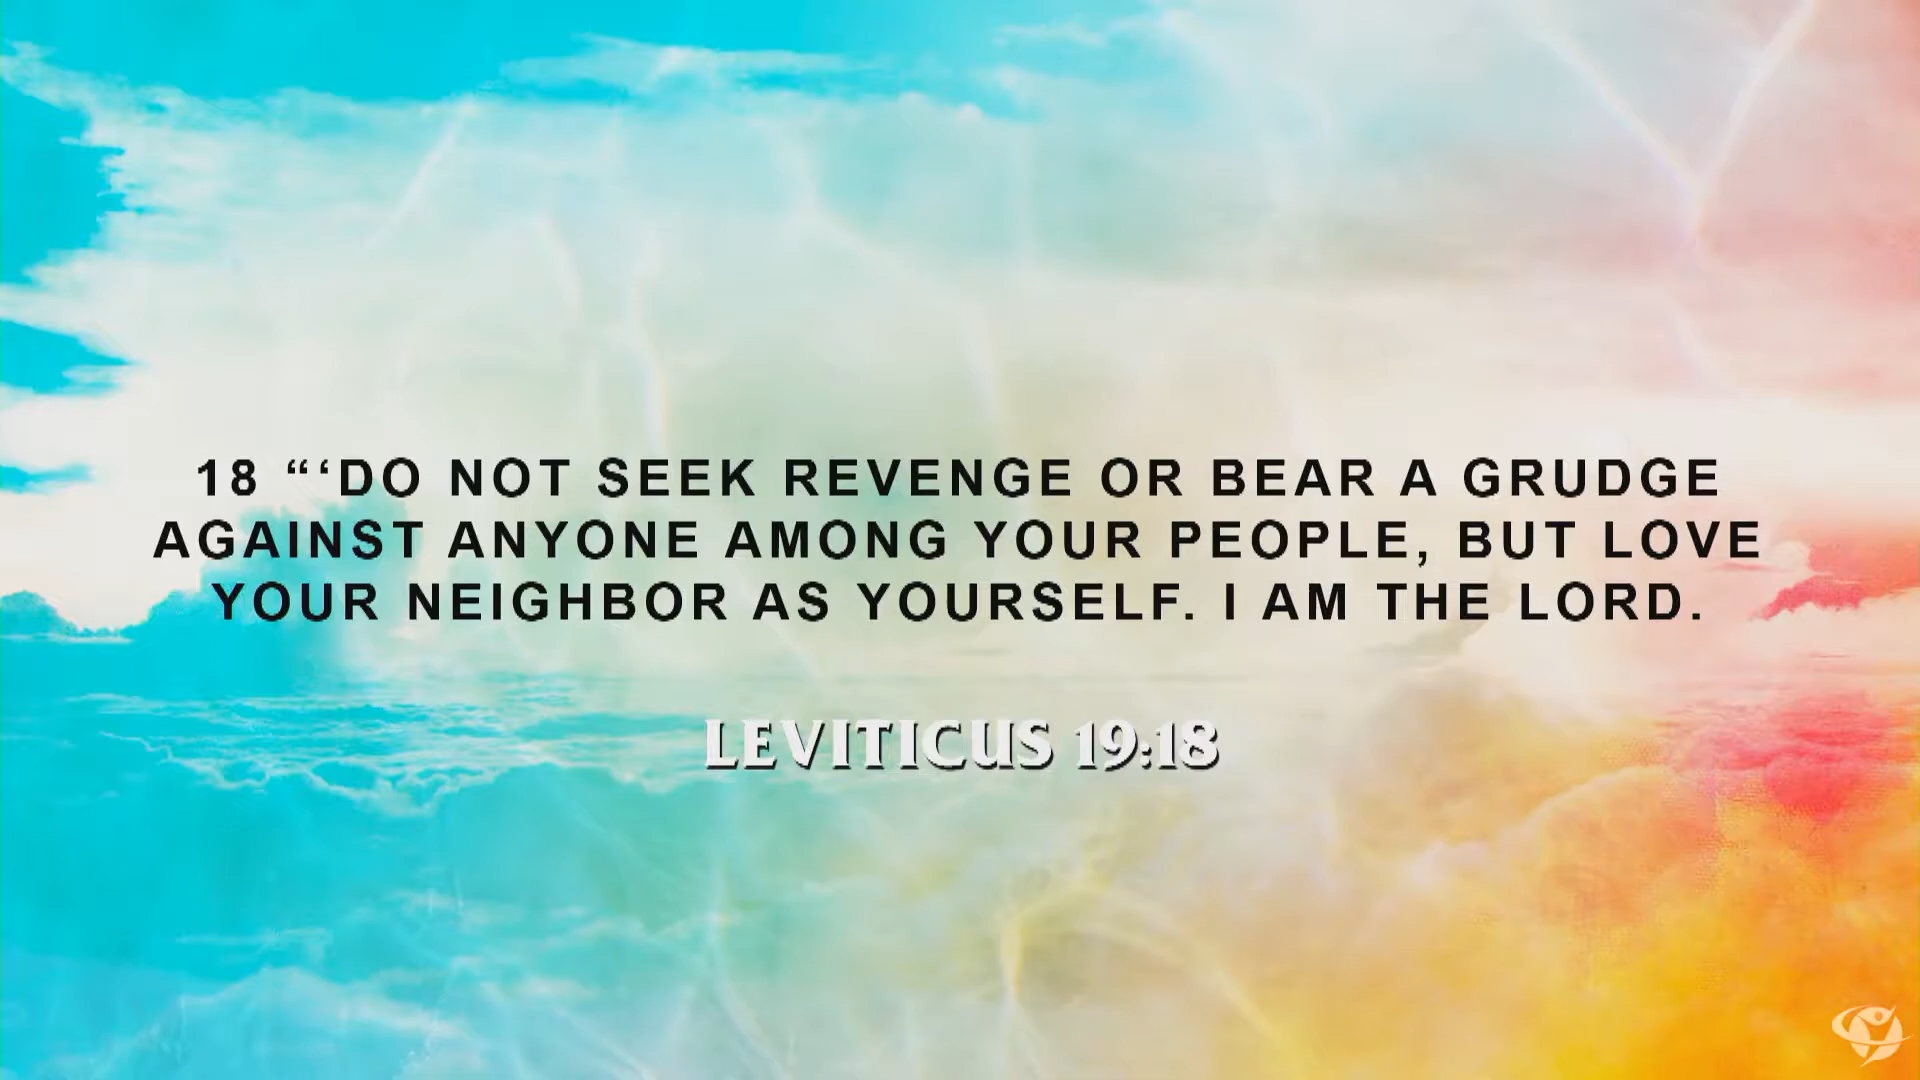 18 “‘DO NOT SEEK REVENGE OR BEAR A GRUDGE
AGAINST ANYONE AMONG YOUR PEOPLE, BUT LOVE
YOUR NEIGHBOR AS YOURSELF. I AM THE LORD.
LEVITICUS 19:18